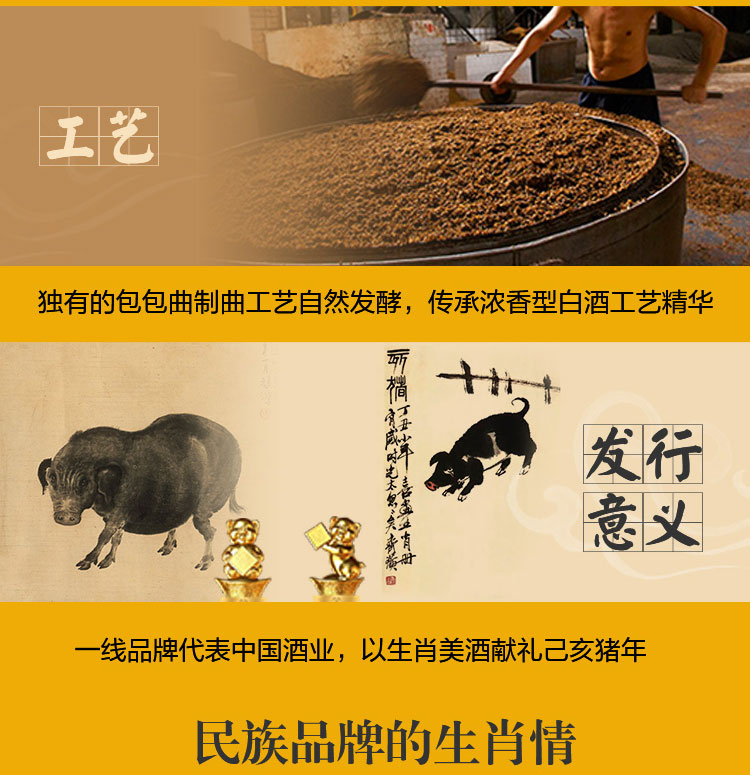 工艺
独有的包包曲制曲工艺自然发酵，传承浓香型白酒工艺精华
发行
意义
一线品牌代表中国酒业，以生肖美酒献礼己亥猪年
民族品牌的生肖情